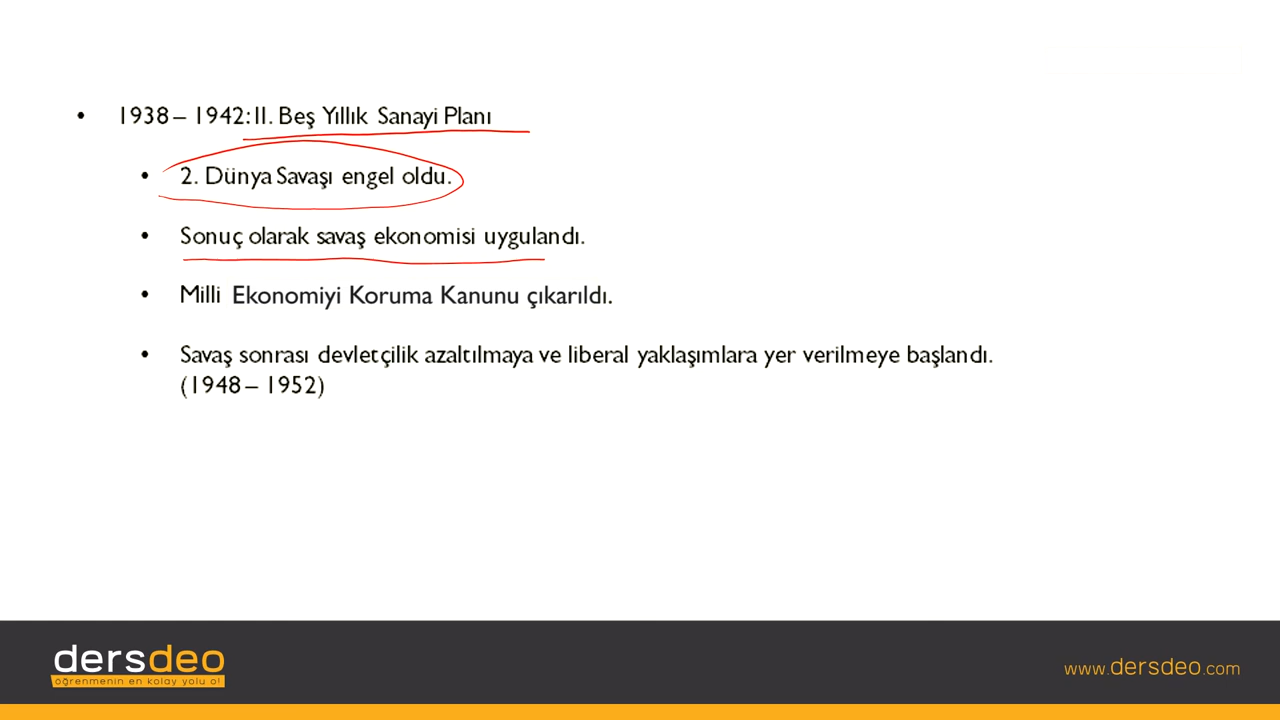 • 1938 – 1942: II. Beş Yıllık Sanayi Planı
• 2. Dünya Savaşı engel oldu.
• Sonuç olarak savaş ekonomisi uygulandı.
• Milli Ekonomiyi Koruma Kanunu çıkarıldı.
• Savaş sonrası devletçilik azaltılmaya ve liberal yaklaşımlara yer verilmeye başlandı.
(1948 – 1952)
dersdeo
öğrenmenin en kolay yolu o!
www.dersdeo.com